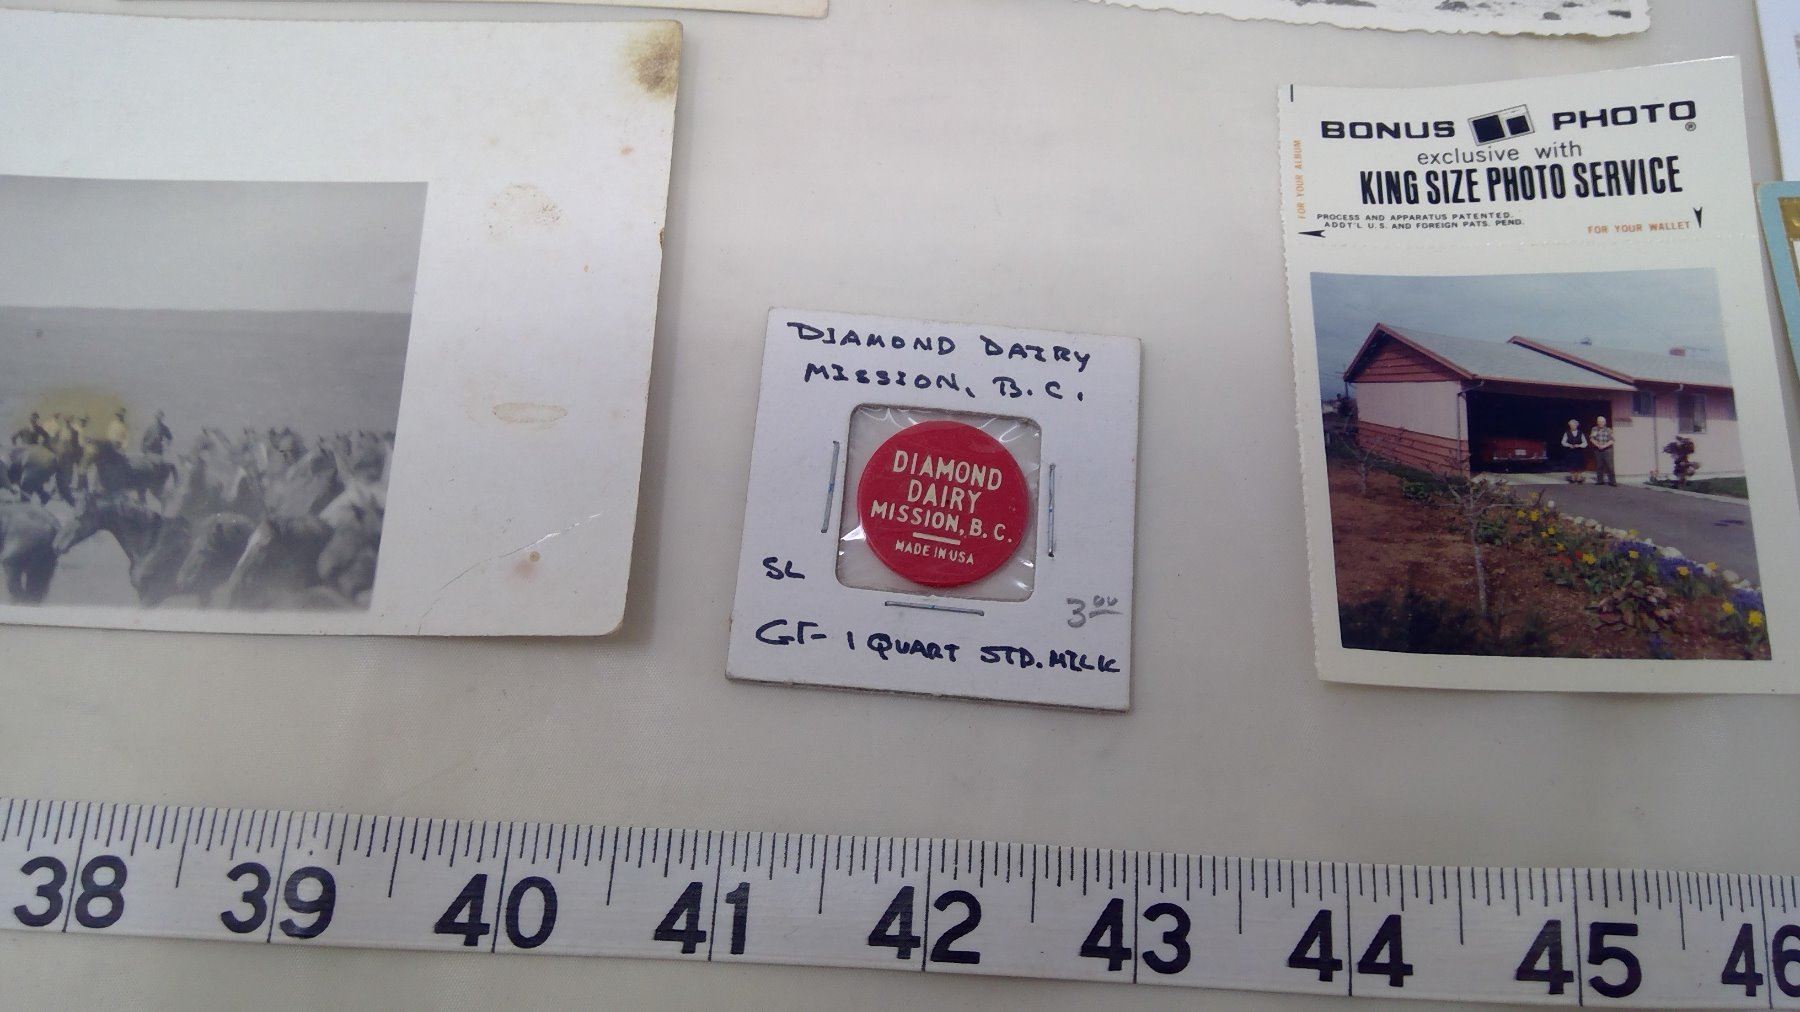 DIAMOND DAIRY
MISSION, B.C.
DIAMOND
DAIRY
MISSION, B. C.
MADE IN USA
SL
3.00
GF- 1 QUART STD. MILK
BONUS PHOTO®
exclusive with
KING SIZE PHOTO SERVICE
FOR YOUR ALBUM
PROCESS AND APPARATUS PATENTED.
ADDY'L U.S. AND FOREIGN PATS. PEND.
FOR YOUR WALLET
38 39 40 41 42 43 44 45 46